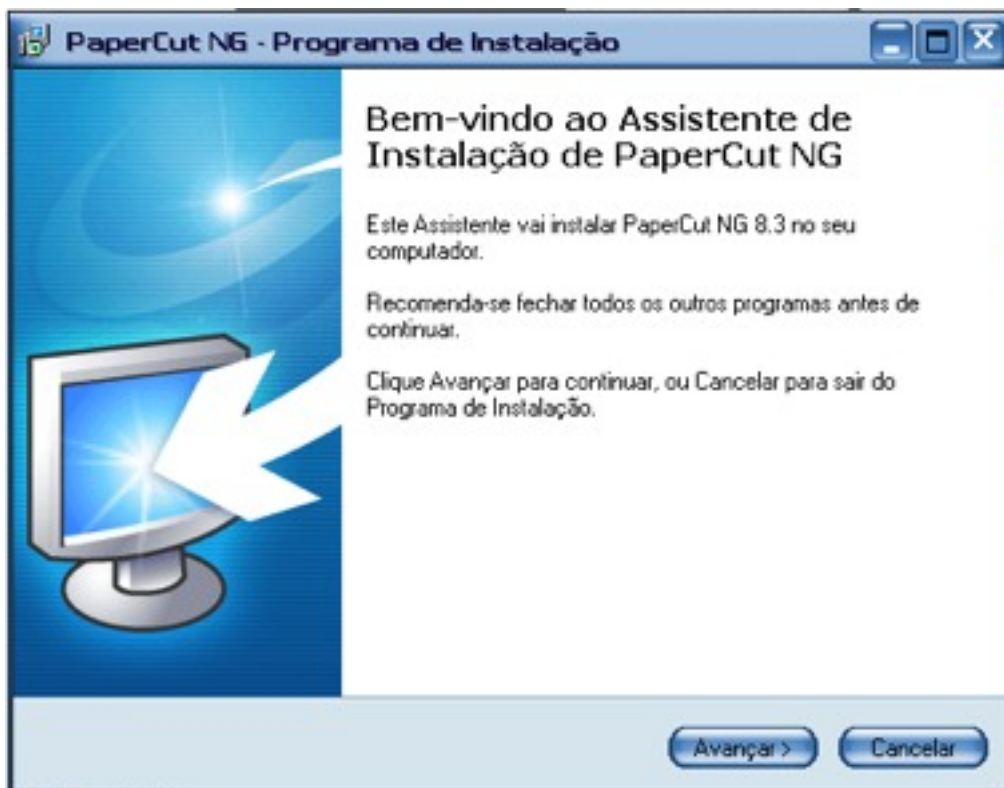 PaperCut NG - Programa de Instalação
Bem-vindo ao Assistente de
Instalação de PaperCut NG
Este Assistente vai instalar PaperCut NG 8.3 no seu
computador.
Recomenda-se fechar todos os outros programas antes de
continuar.
Clique Avançar para continuar, ou Cancelar para sair do
Programa de Instalação.
Avançar >
Cancelar